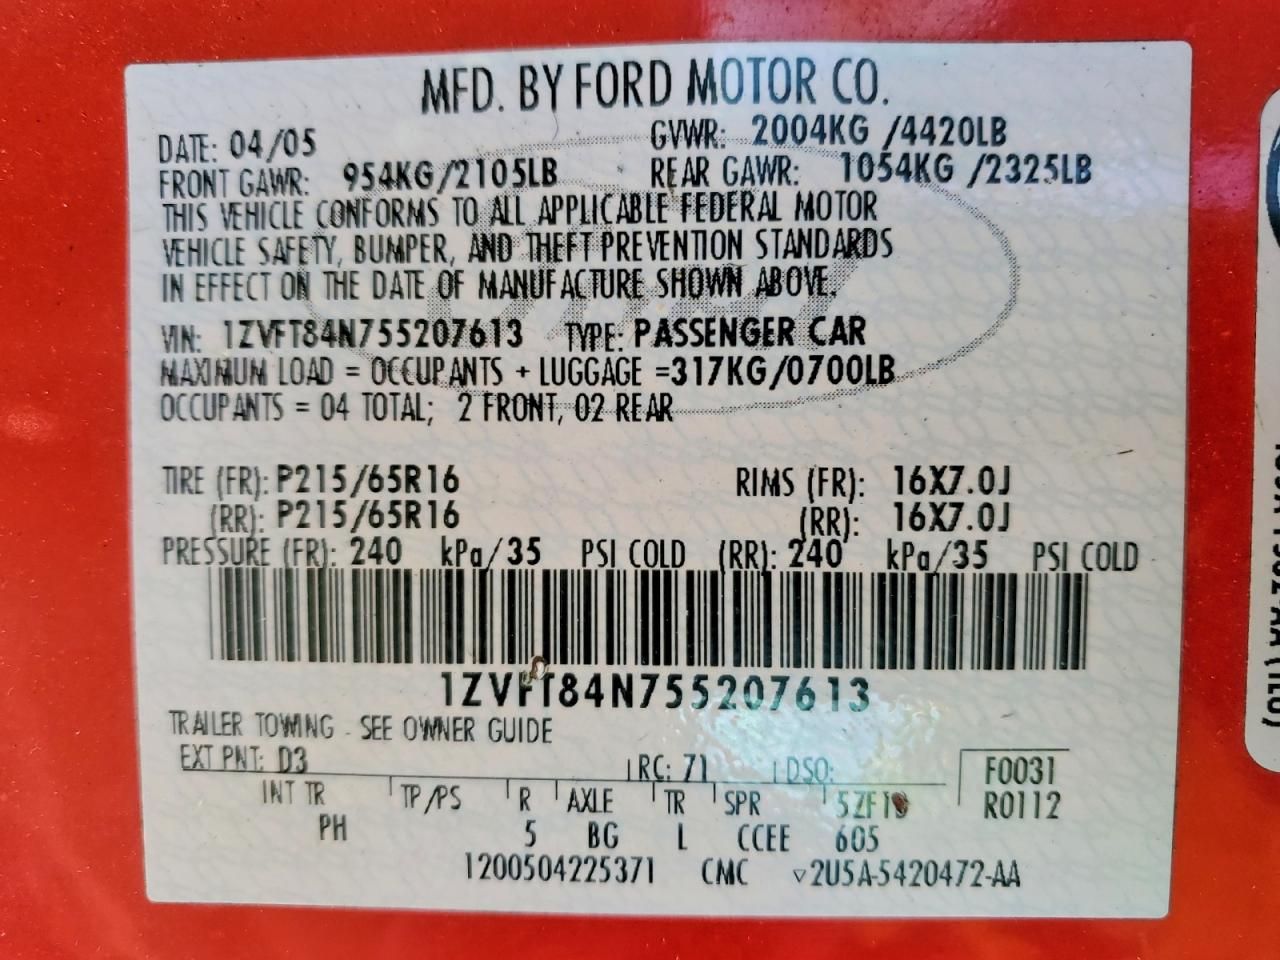 MFD. BY FORD MOTOR CO.
DATE: 04/05 GVWR: 2004KG /4420LB
FRONT GAWR: 954KG/2105LB REAR GAWR: 1054KG /2325LB
THIS VEHICLE CONFORMS TO ALL APPLICABLE FEDERAL MOTOR
VEHICLE SAFETY, BUMPER, AND THEFT PREVENTION STANDARDS
IN EFFECT ON THE DATE OF MANUFACTURE SHOWN ABOVE.
VIN: 1ZVFT84N755207613 TYPE: PASSENGER CAR
MAXIMUM LOAD = OCCUPANTS + LUGGAGE =317KG/0700LB
OCCUPANTS = 04 TOTAL; 2 FRONT, 02 REAR
TIRE (FR): P215/65R16 RIMS (FR): 16X7.0J
(RR): P215/65R16 (RR): 16X7.0J
PRESSURE (FR): 240 kPa/35 PSI COLD (RR): 240 kPa/35 PSI COLD
1ZVFT84N755207613
TRAILER TOWING - SEE OWNER GUIDE
EXT PNT: D3 RC: 71 DSO: F0031
INT TR TP/PS R AXLE TR SPR R0112
PH 5 BG L CCEE 605
1200504225371 CMC ▽2U5A-5420472-AA